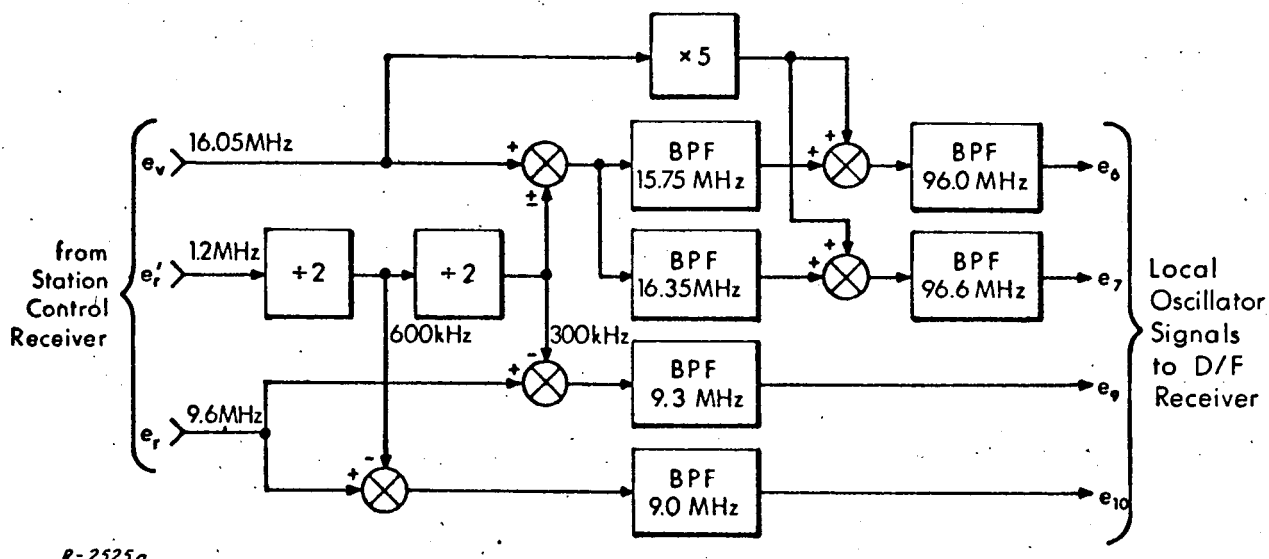 × 5
e_v 16.05MHz
+
±
BPF
15.75 MHz
+ +
BPF
96.0 MHz
e_6
from
Station
Control
Receiver
e_r′ 1.2MHz
÷2
÷2
600kHz
300kHz
BPF
16.35MHz
+ +
BPF
96.6 MHz
e_7
Local
Oscillator
Signals
to D/F
Receiver
+ -
BPF
9.3 MHz
e_9
e_r 9.6MHz
+ -
BPF
9.0 MHz
e_10
R-2525a